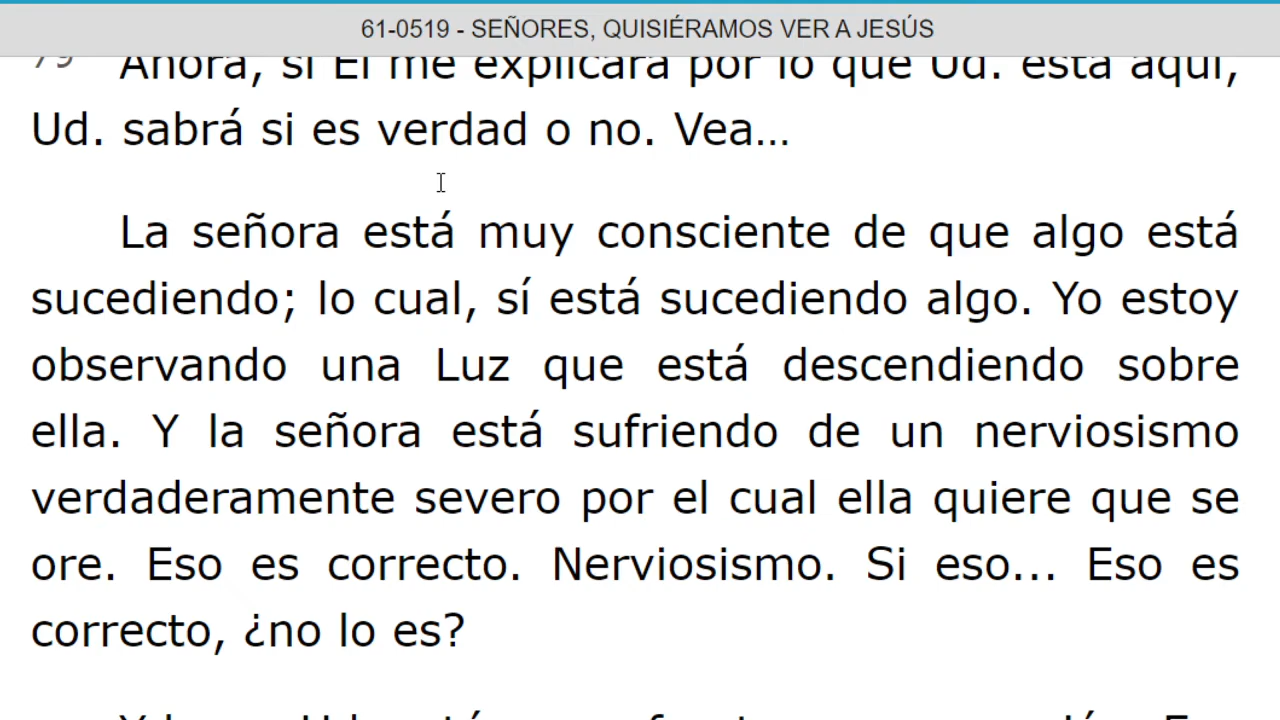 61-0519 - SEÑORES, QUISIÉRAMOS VER A JESÚS
79 Ahora, si Él me explicara por lo que Ud. está aquí,
Ud. sabrá si es verdad o no. Vea...
La señora está muy consciente de que algo está
sucediendo; lo cual, sí está sucediendo algo. Yo estoy
observando una Luz que está descendiendo sobre
ella. Y la señora está sufriendo de un nerviosismo
verdaderamente severo por el cual ella quiere que se
ore. Eso es correcto. Nerviosismo. Si eso... Eso es
correcto, ¿no lo es?